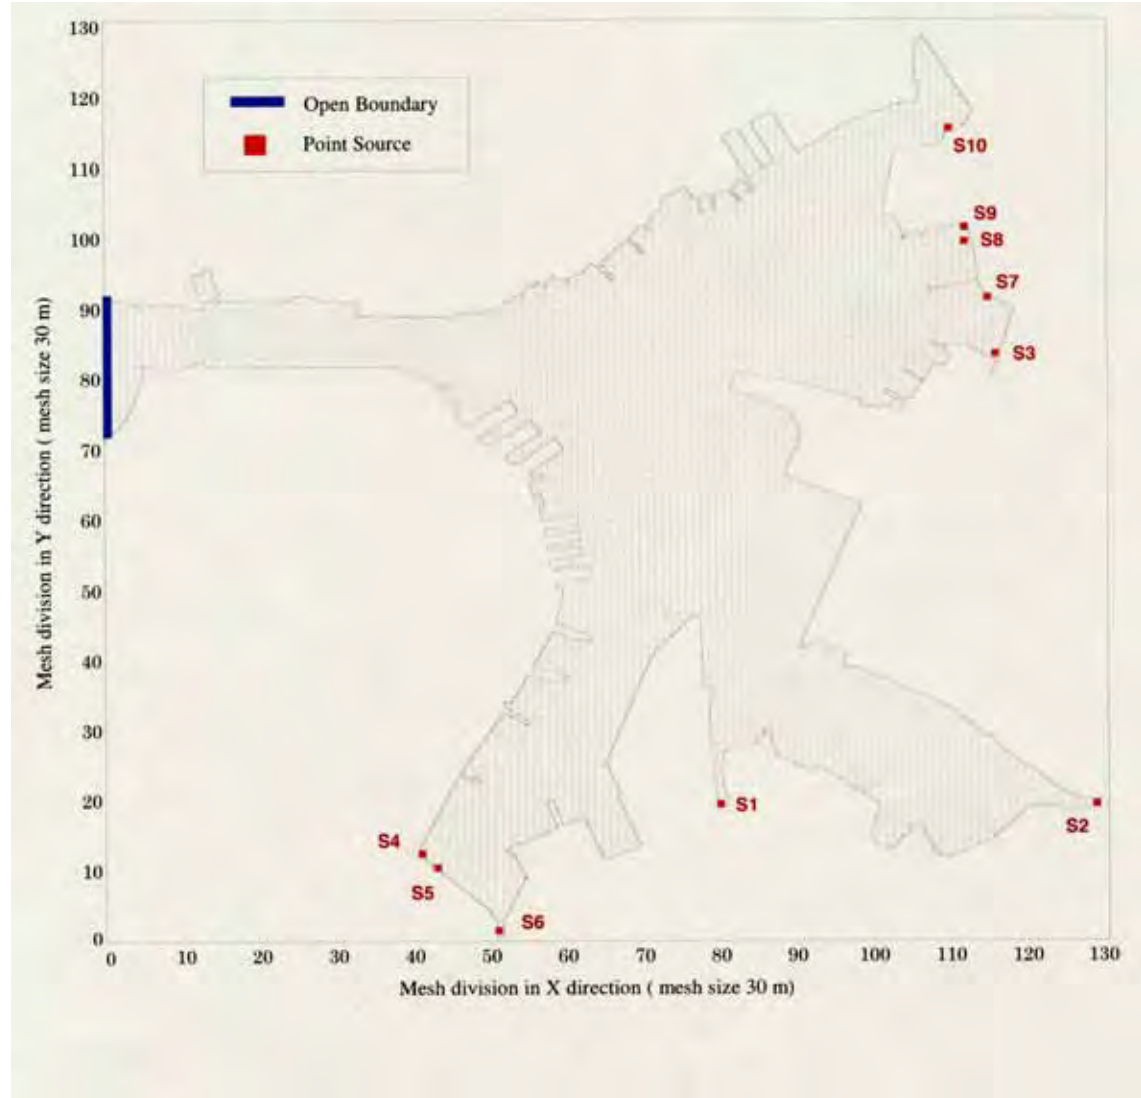 130
120
110
100
90
80
70
60
50
40
30
20
10
0
Mesh division in Y direction ( mesh size 30 m)
Open Boundary
Point Source
S10
S9
S8
S7
S3
S1
S2
S4
S5
S6
0 10 20 30 40 50 60 70 80 90 100 110 120 130
Mesh division in X direction ( mesh size 30 m)